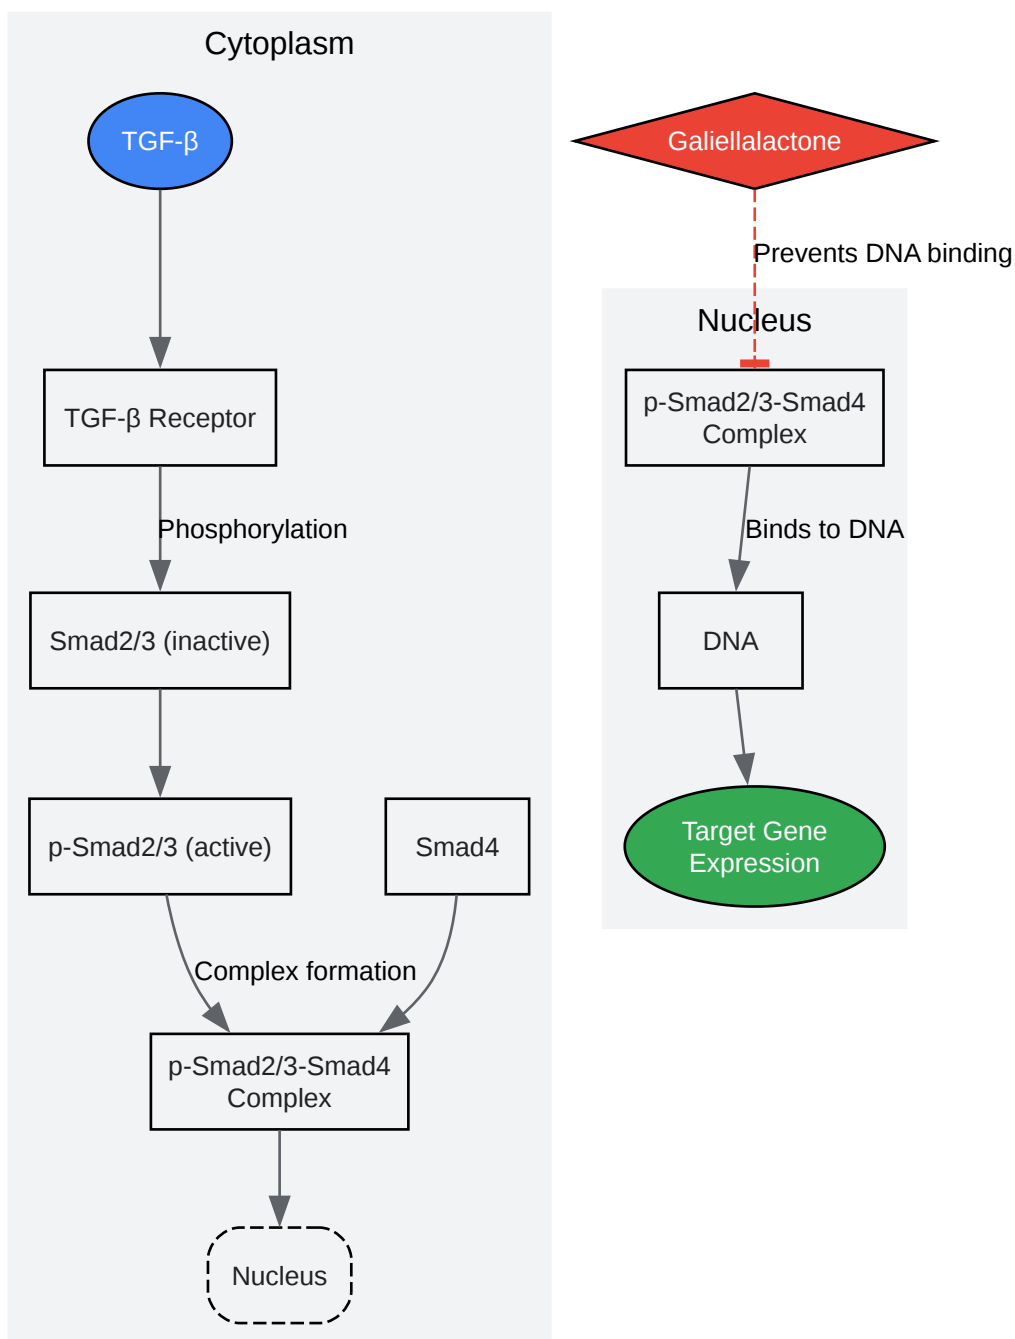 Cytoplasm
TGF-β
TGF-β Receptor
Phosphorylation
Smad2/3 (inactive)
p-Smad2/3 (active)
Smad4
Complex formation
p-Smad2/3-Smad4
Complex
Nucleus
Galiellalactone
Prevents DNA binding
Nucleus
p-Smad2/3-Smad4
Complex
Binds to DNA
DNA
Target Gene
Expression